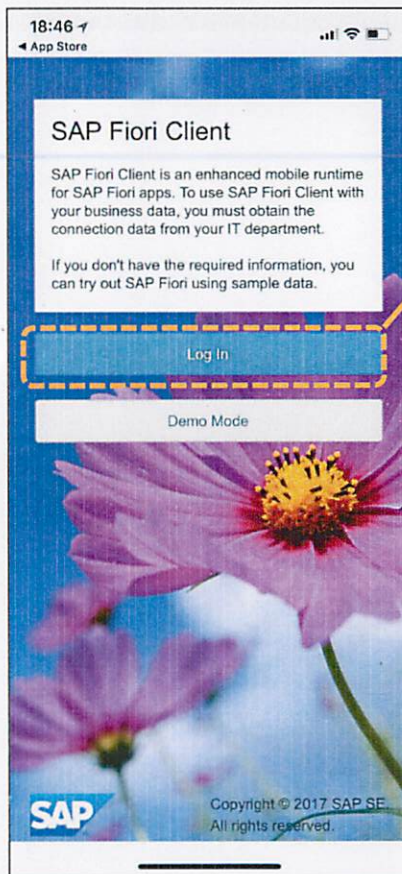 18:46
◀ App Store
SAP Fiori Client
SAP Fiori Client is an enhanced mobile runtime
for SAP Fiori apps. To use SAP Fiori Client with
your business data, you must obtain the
connection data from your IT department.
If you don't have the required information, you
can try out SAP Fiori using sample data.
Log In
Demo Mode
SAP
Copyright © 2017 SAP SE.
All rights reserved.